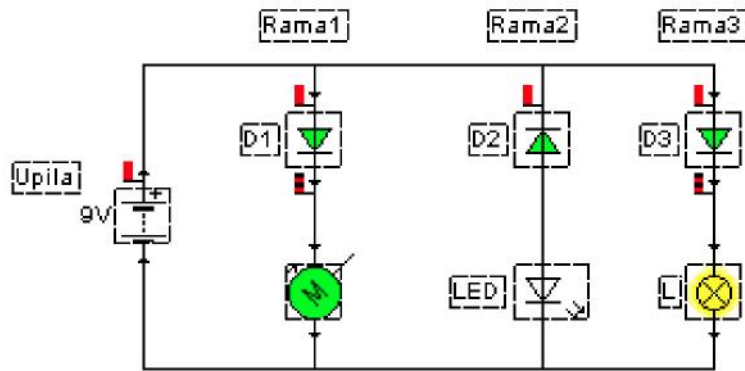 Rama1 Rama2 Rama3
D1 D2 D3
Upila
+
9V
M LED L